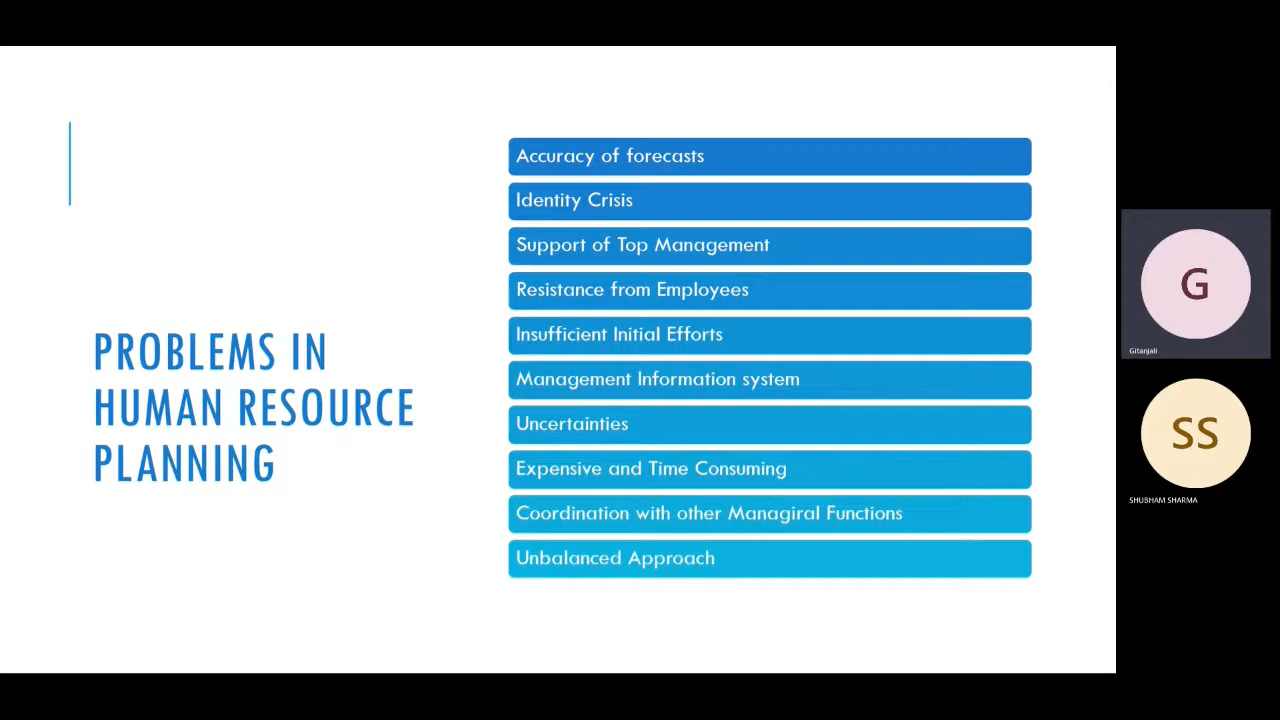 PROBLEMS IN
HUMAN RESOURCE
PLANNING
Accuracy of forecasts
Identity Crisis
Support of Top Management
Resistance from Employees
Insufficient Initial Efforts
Management Information system
Uncertainties
Expensive and Time Consuming
Coordination with other Managiral Functions
Unbalanced Approach
G
Gitanjali
SS
SHUBHAM SHARMA